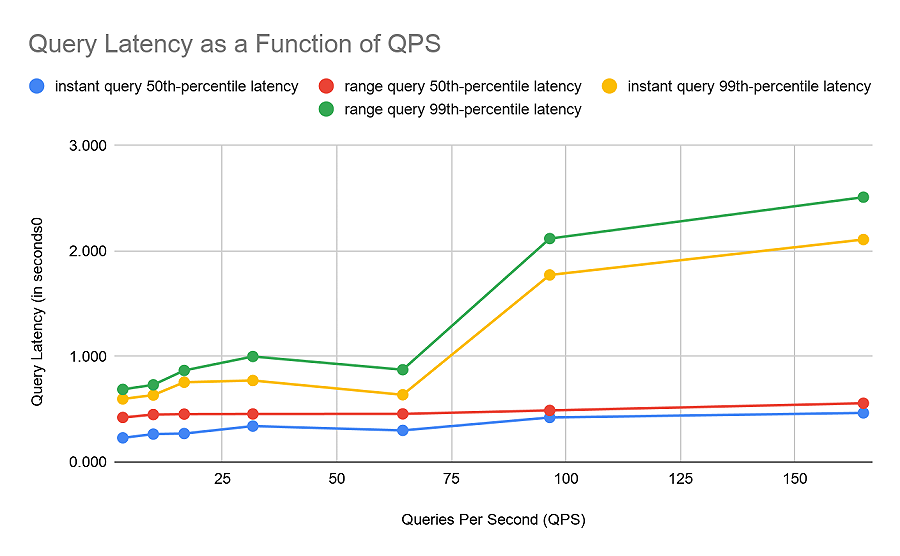 Query Latency as a Function of QPS
instant query 50th-percentile latency
range query 50th-percentile latency
instant query 99th-percentile latency
range query 99th-percentile latency
3.000
2.000
1.000
0.000
Query Latency (in seconds0
25
50
75
100
125
150
Queries Per Second (QPS)